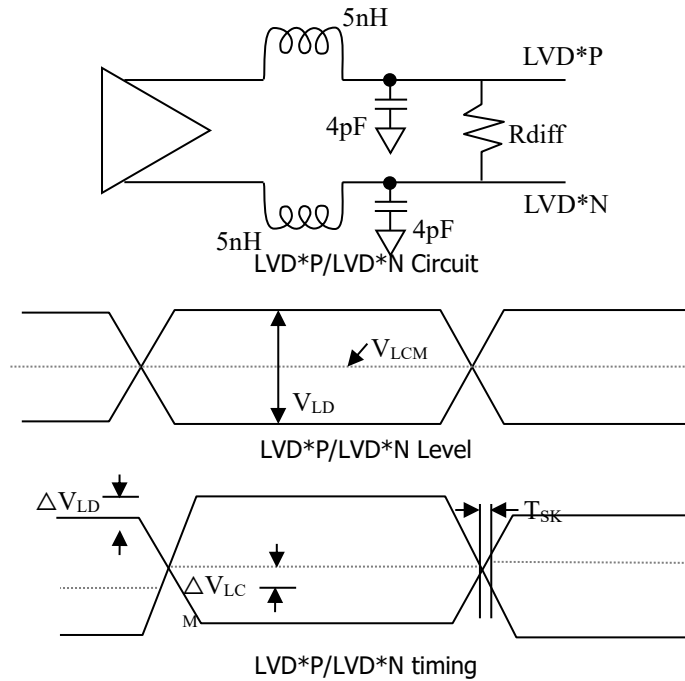 5nH
LVD*P
4pF
Rdiff
LVD*N
5nH
4pF
LVD*P/LVD*N Circuit
VLCM
VLD
LVD*P/LVD*N Level
△VLD
TSK
△VLC
M
LVD*P/LVD*N timing